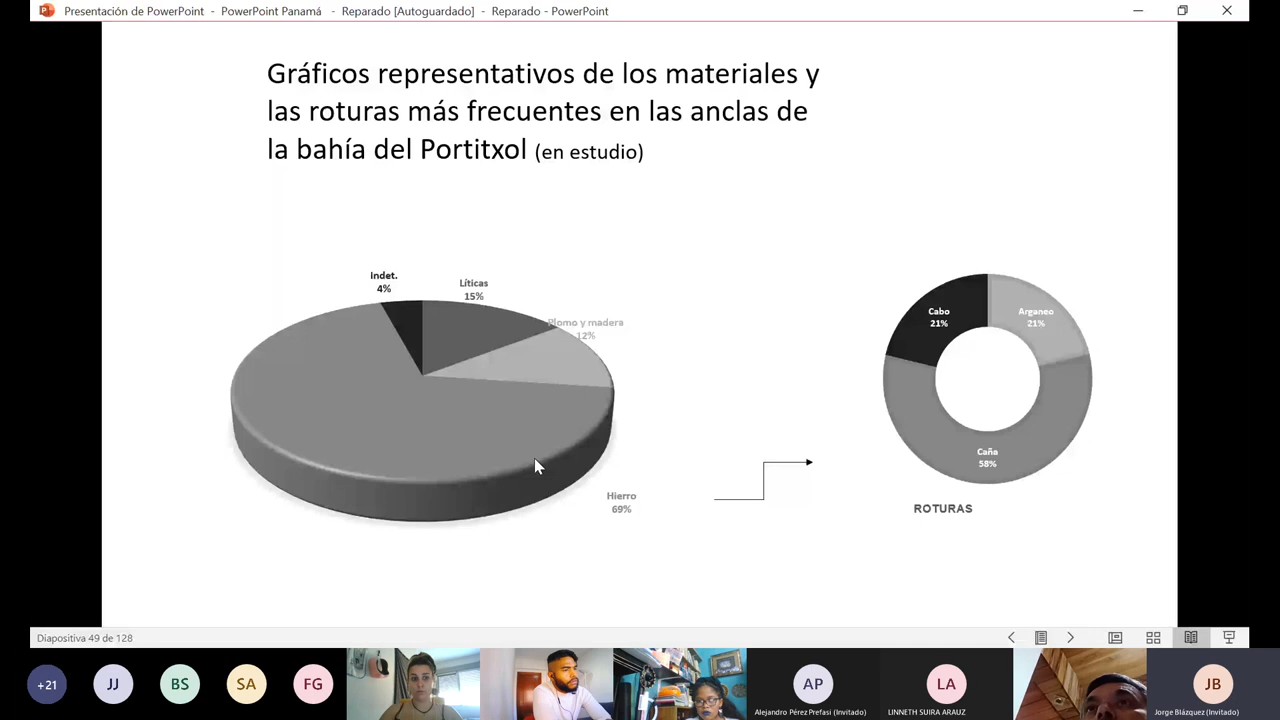 Presentación de PowerPoint - PowerPoint Panamá - Reparado [Autoguardado] - Reparado - PowerPoint
Gráficos representativos de los materiales y
las roturas más frecuentes en las anclas de
la bahía del Portitxol (en estudio)
Indet.
4%
Líticas
15%
Plomo y madera
12%
Hierro
69%
Cabo
21%
Arganeo
21%
Caña
58%
ROTURAS
Diapositiva 49 de 128
+21
JJ
BS
SA
FG
AP
Alejandro Pérez Prefasi (Invitado)
LA
LINNETH SUIRA ARAUZ
JB
Jorge Blázquez (Invitado)